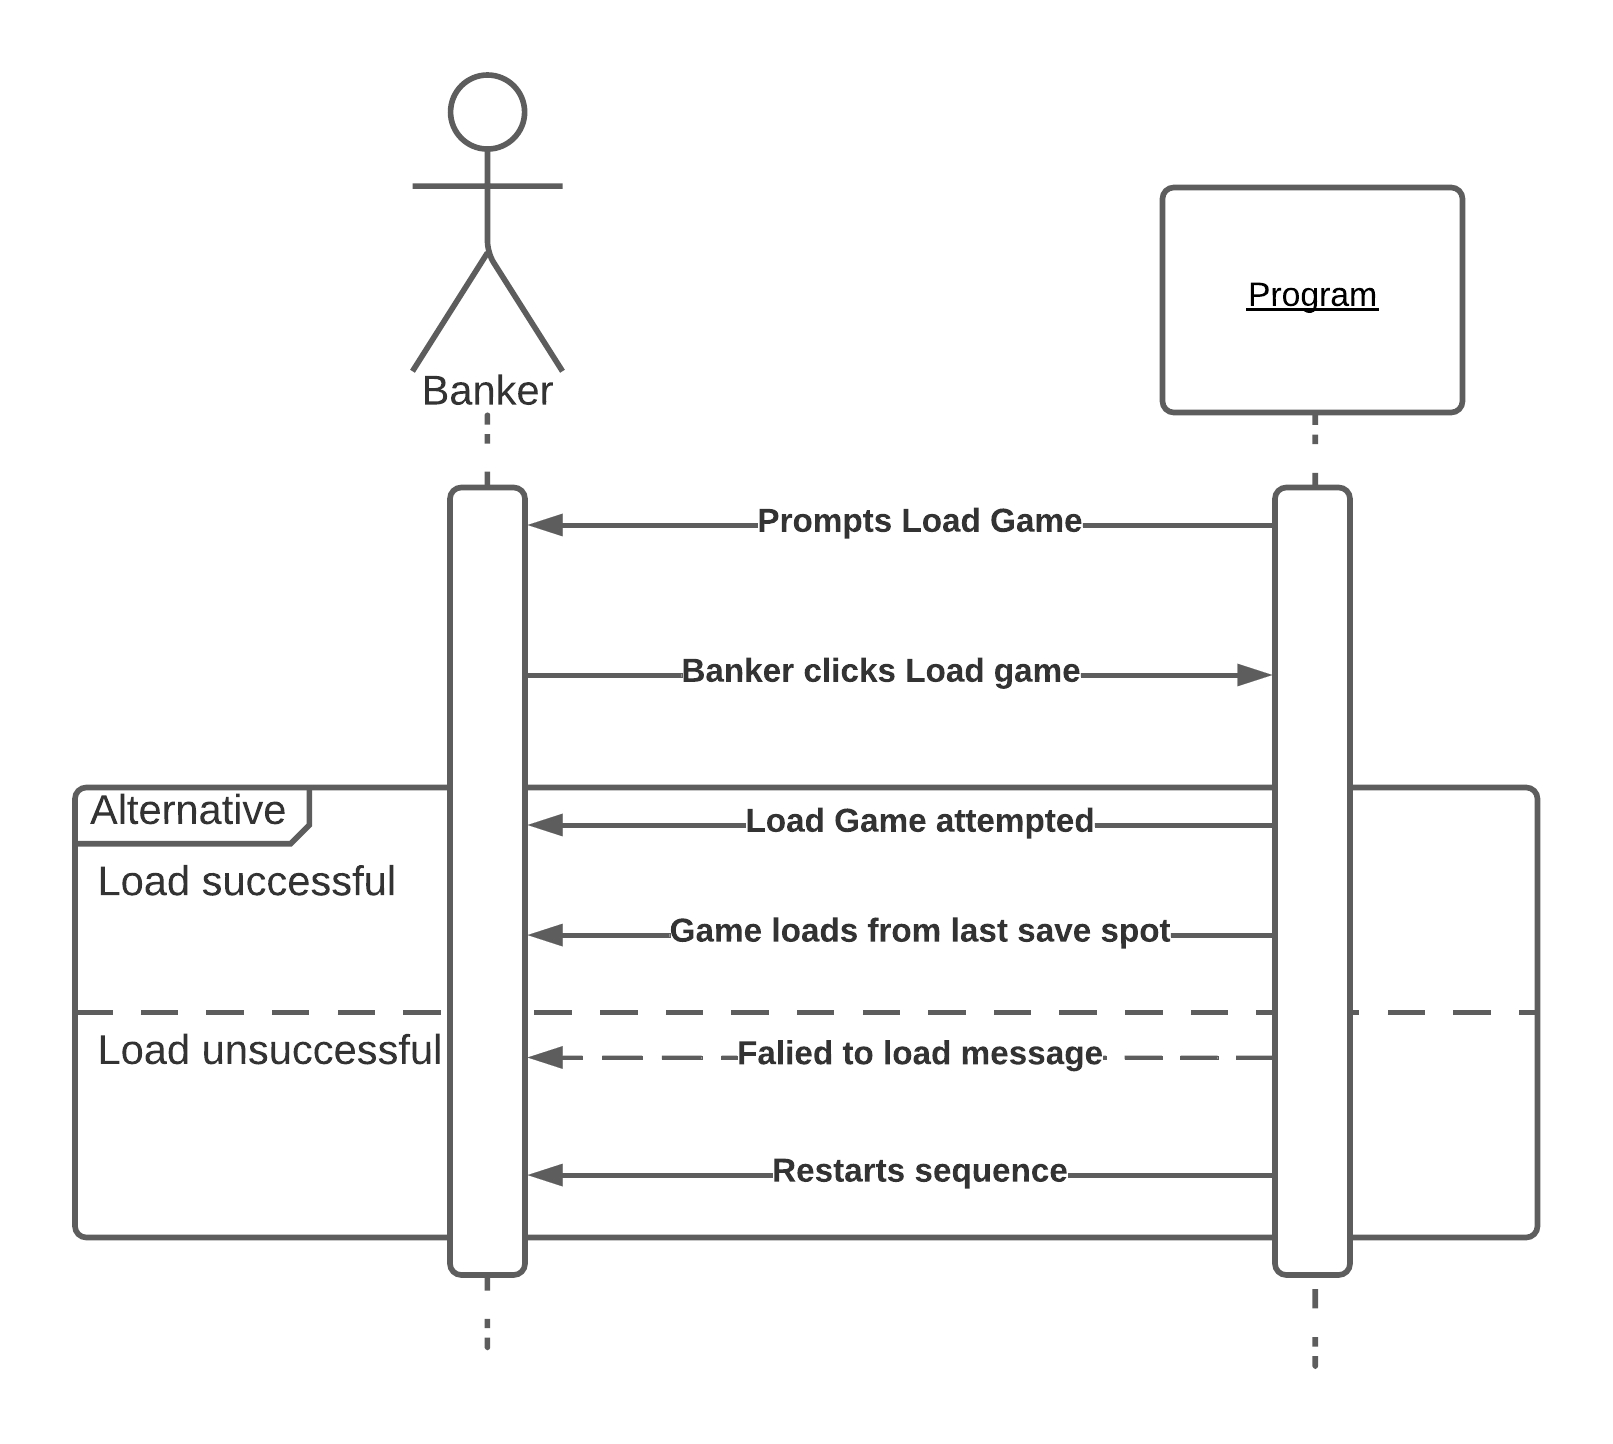 Banker
Program
Prompts Load Game
Banker clicks Load game
Alternative
Load Game attempted
Load successful
Game loads from last save spot
Load unsuccessful
Falied to load message
Restarts sequence